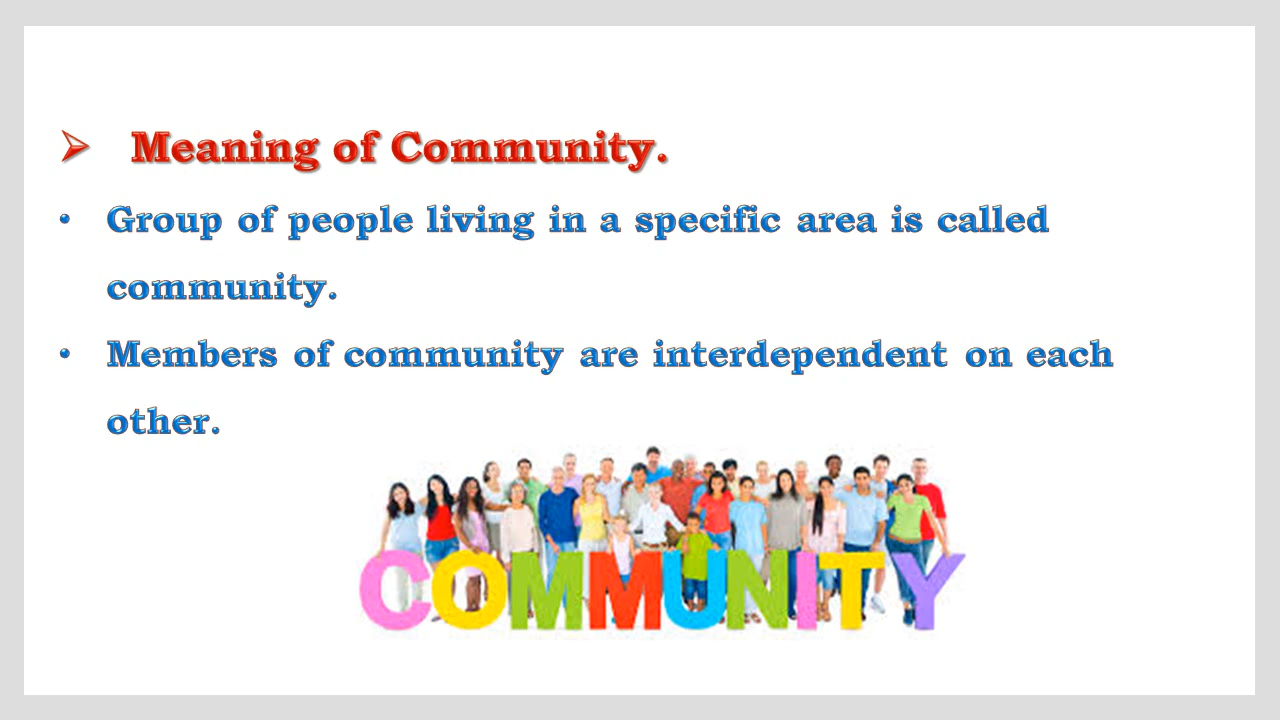 ➢ Meaning of Community.
• Group of people living in a specific area is called
community.
• Members of community are interdependent on each
other.
COMMUNITY